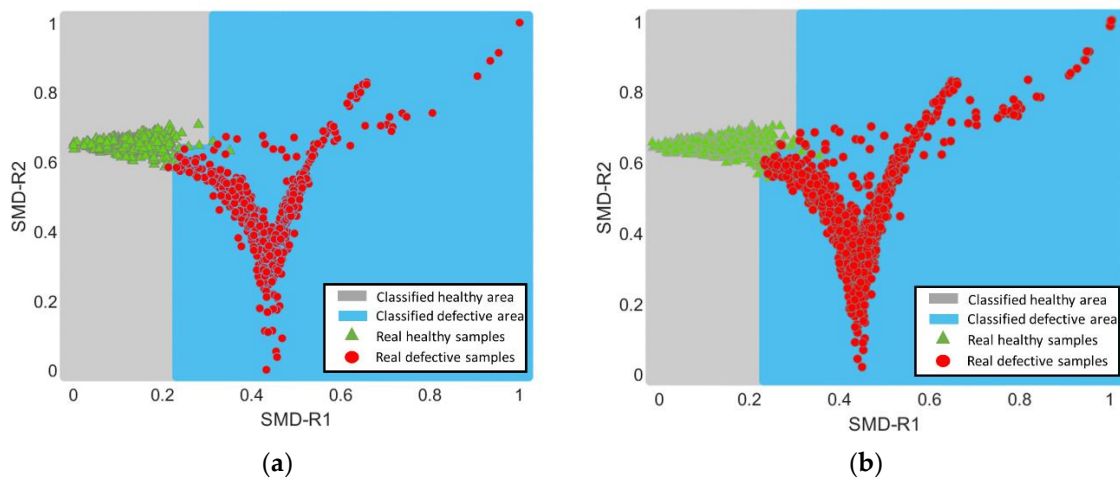 1
0.8
0.6
0.4
0.2
0
SMD-R2
0 0.2 0.4 0.6 0.8 1
SMD-R1
Classified healthy area
Classified defective area
Real healthy samples
Real defective samples
(a)
1
0.8
0.6
0.4
0.2
0
SMD-R2
0 0.2 0.4 0.6 0.8 1
SMD-R1
Classified healthy area
Classified defective area
Real healthy samples
Real defective samples
(b)